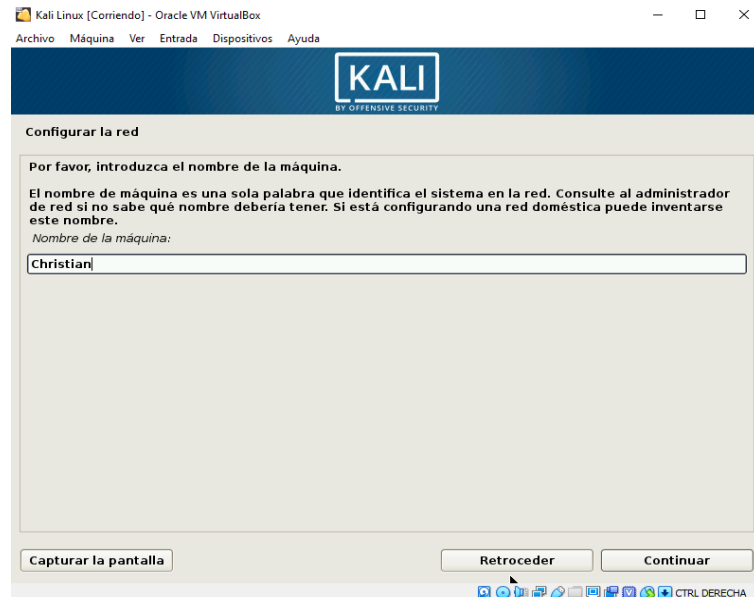 Kali Linux [Corriendo] - Oracle VM VirtualBox
Archivo Máquina Ver Entrada Dispositivos Ayuda
KALI
BY OFFENSIVE SECURITY
Configurar la red
Por favor, introduzca el nombre de la máquina.
El nombre de máquina es una sola palabra que identifica el sistema en la red. Consulte al administrador
de red si no sabe qué nombre debería tener. Si está configurando una red doméstica puede inventarse
este nombre.
Nombre de la máquina:
Christian
Capturar la pantalla Retroceder Continuar
CTRL DERECHA